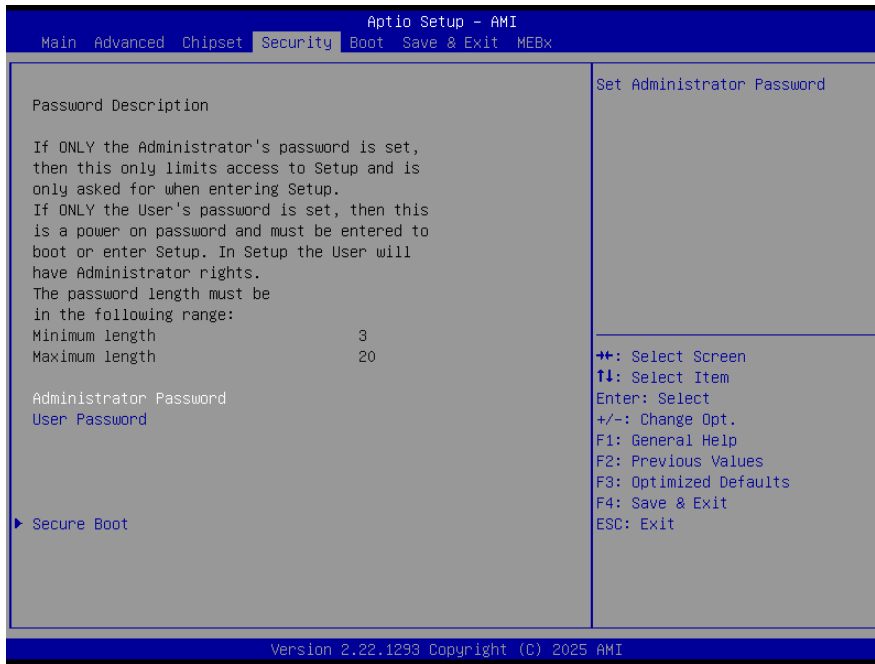 Aptio Setup – AMI
Main Advanced Chipset Security Boot Save & Exit MEBx
Password Description
If ONLY the Administrator's password is set,
then this only limits access to Setup and is
only asked for when entering Setup.
If ONLY the User's password is set, then this
is a power on password and must be entered to
boot or enter Setup. In Setup the User will
have Administrator rights.
The password length must be
in the following range:
Minimum length 3
Maximum length 20
Administrator Password
User Password
Secure Boot
Set Administrator Password
→←: Select Screen
↑↓: Select Item
Enter: Select
+/-: Change Opt.
F1: General Help
F2: Previous Values
F3: Optimized Defaults
F4: Save & Exit
ESC: Exit
Version 2.22.1293 Copyright (C) 2025 AMI